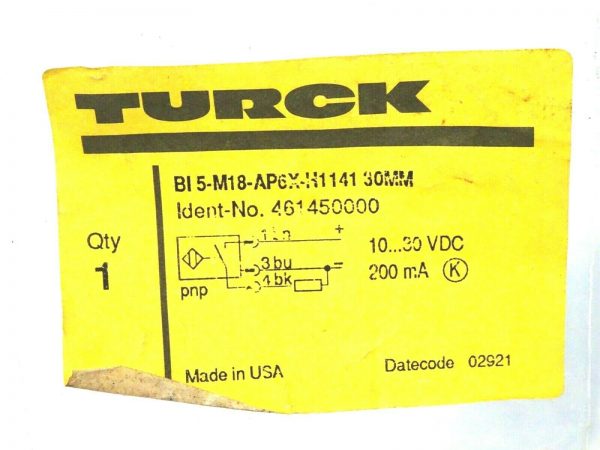 TURCK
BI 5-M18-AP6X-H1141 30MM
Ident-No. 461450000
Qty
1
1 +
3 bu −
4 bk
pnp
10...30 VDC
200 mA K
Made in USA
Datecode 02921